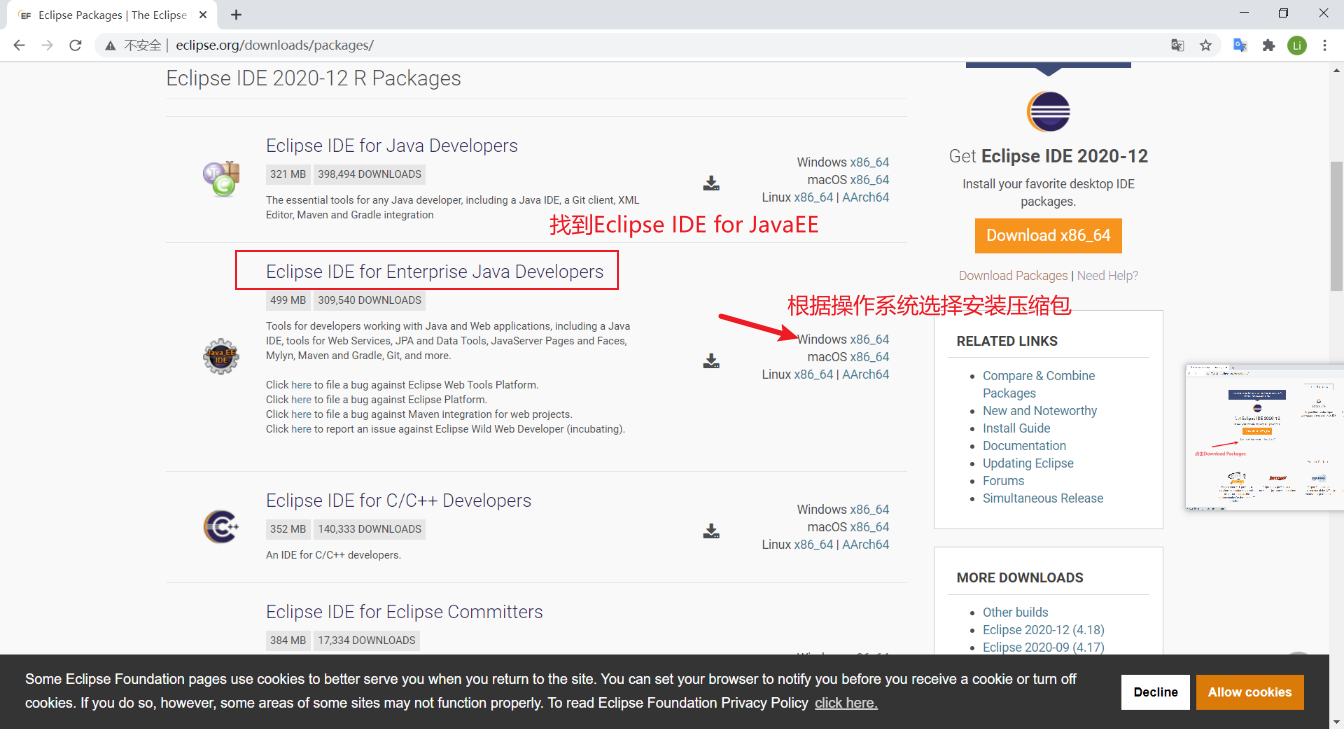 Eclipse Packages | The Eclipse
不安全 | eclipse.org/downloads/packages/
Li
Eclipse IDE 2020-12 R Packages
Eclipse IDE for Java Developers
321 MB 398,494 DOWNLOADS
The essential tools for any Java developer, including a Java IDE, a Git client, XML
Editor, Maven and Gradle integration
Windows x86_64
macOS x86_64
Linux x86_64 | AArch64
找到Eclipse IDE for JavaEE
Eclipse IDE for Enterprise Java Developers
499 MB 309,540 DOWNLOADS
Tools for developers working with Java and Web applications, including a Java
IDE, tools for Web Services, JPA and Data Tools, JavaServer Pages and Faces,
Mylyn, Maven and Gradle, Git, and more.
Click here to file a bug against Eclipse Web Tools Platform.
Click here to file a bug against Eclipse Platform.
Click here to file a bug against Maven integration for web projects.
Click here to report an issue against Eclipse Wild Web Developer (incubating).
Java EE
IDE
根据操作系统选择安装压缩包
Windows x86_64
macOS x86_64
Linux x86_64 | AArch64
Eclipse IDE for C/C++ Developers
352 MB 140,333 DOWNLOADS
An IDE for C/C++ developers.
Windows x86_64
macOS x86_64
Linux x86_64 | AArch64
Eclipse IDE for Eclipse Committers
384 MB 17,334 DOWNLOADS
Get Eclipse IDE 2020-12
Install your favorite desktop IDE
packages.
Download x86_64
Download Packages | Need Help?
RELATED LINKS
Compare & Combine
Packages
New and Noteworthy
Install Guide
Documentation
Updating Eclipse
Forums
Simultaneous Release
MORE DOWNLOADS
Other builds
Eclipse 2020-12 (4.18)
Eclipse 2020-09 (4.17)
点击Download Packages
Some Eclipse Foundation pages use cookies to better serve you when you return to the site. You can set your browser to notify you before you receive a cookie or turn off
cookies. If you do so, however, some areas of some sites may not function properly. To read Eclipse Foundation Privacy Policy click here.
Decline
Allow cookies